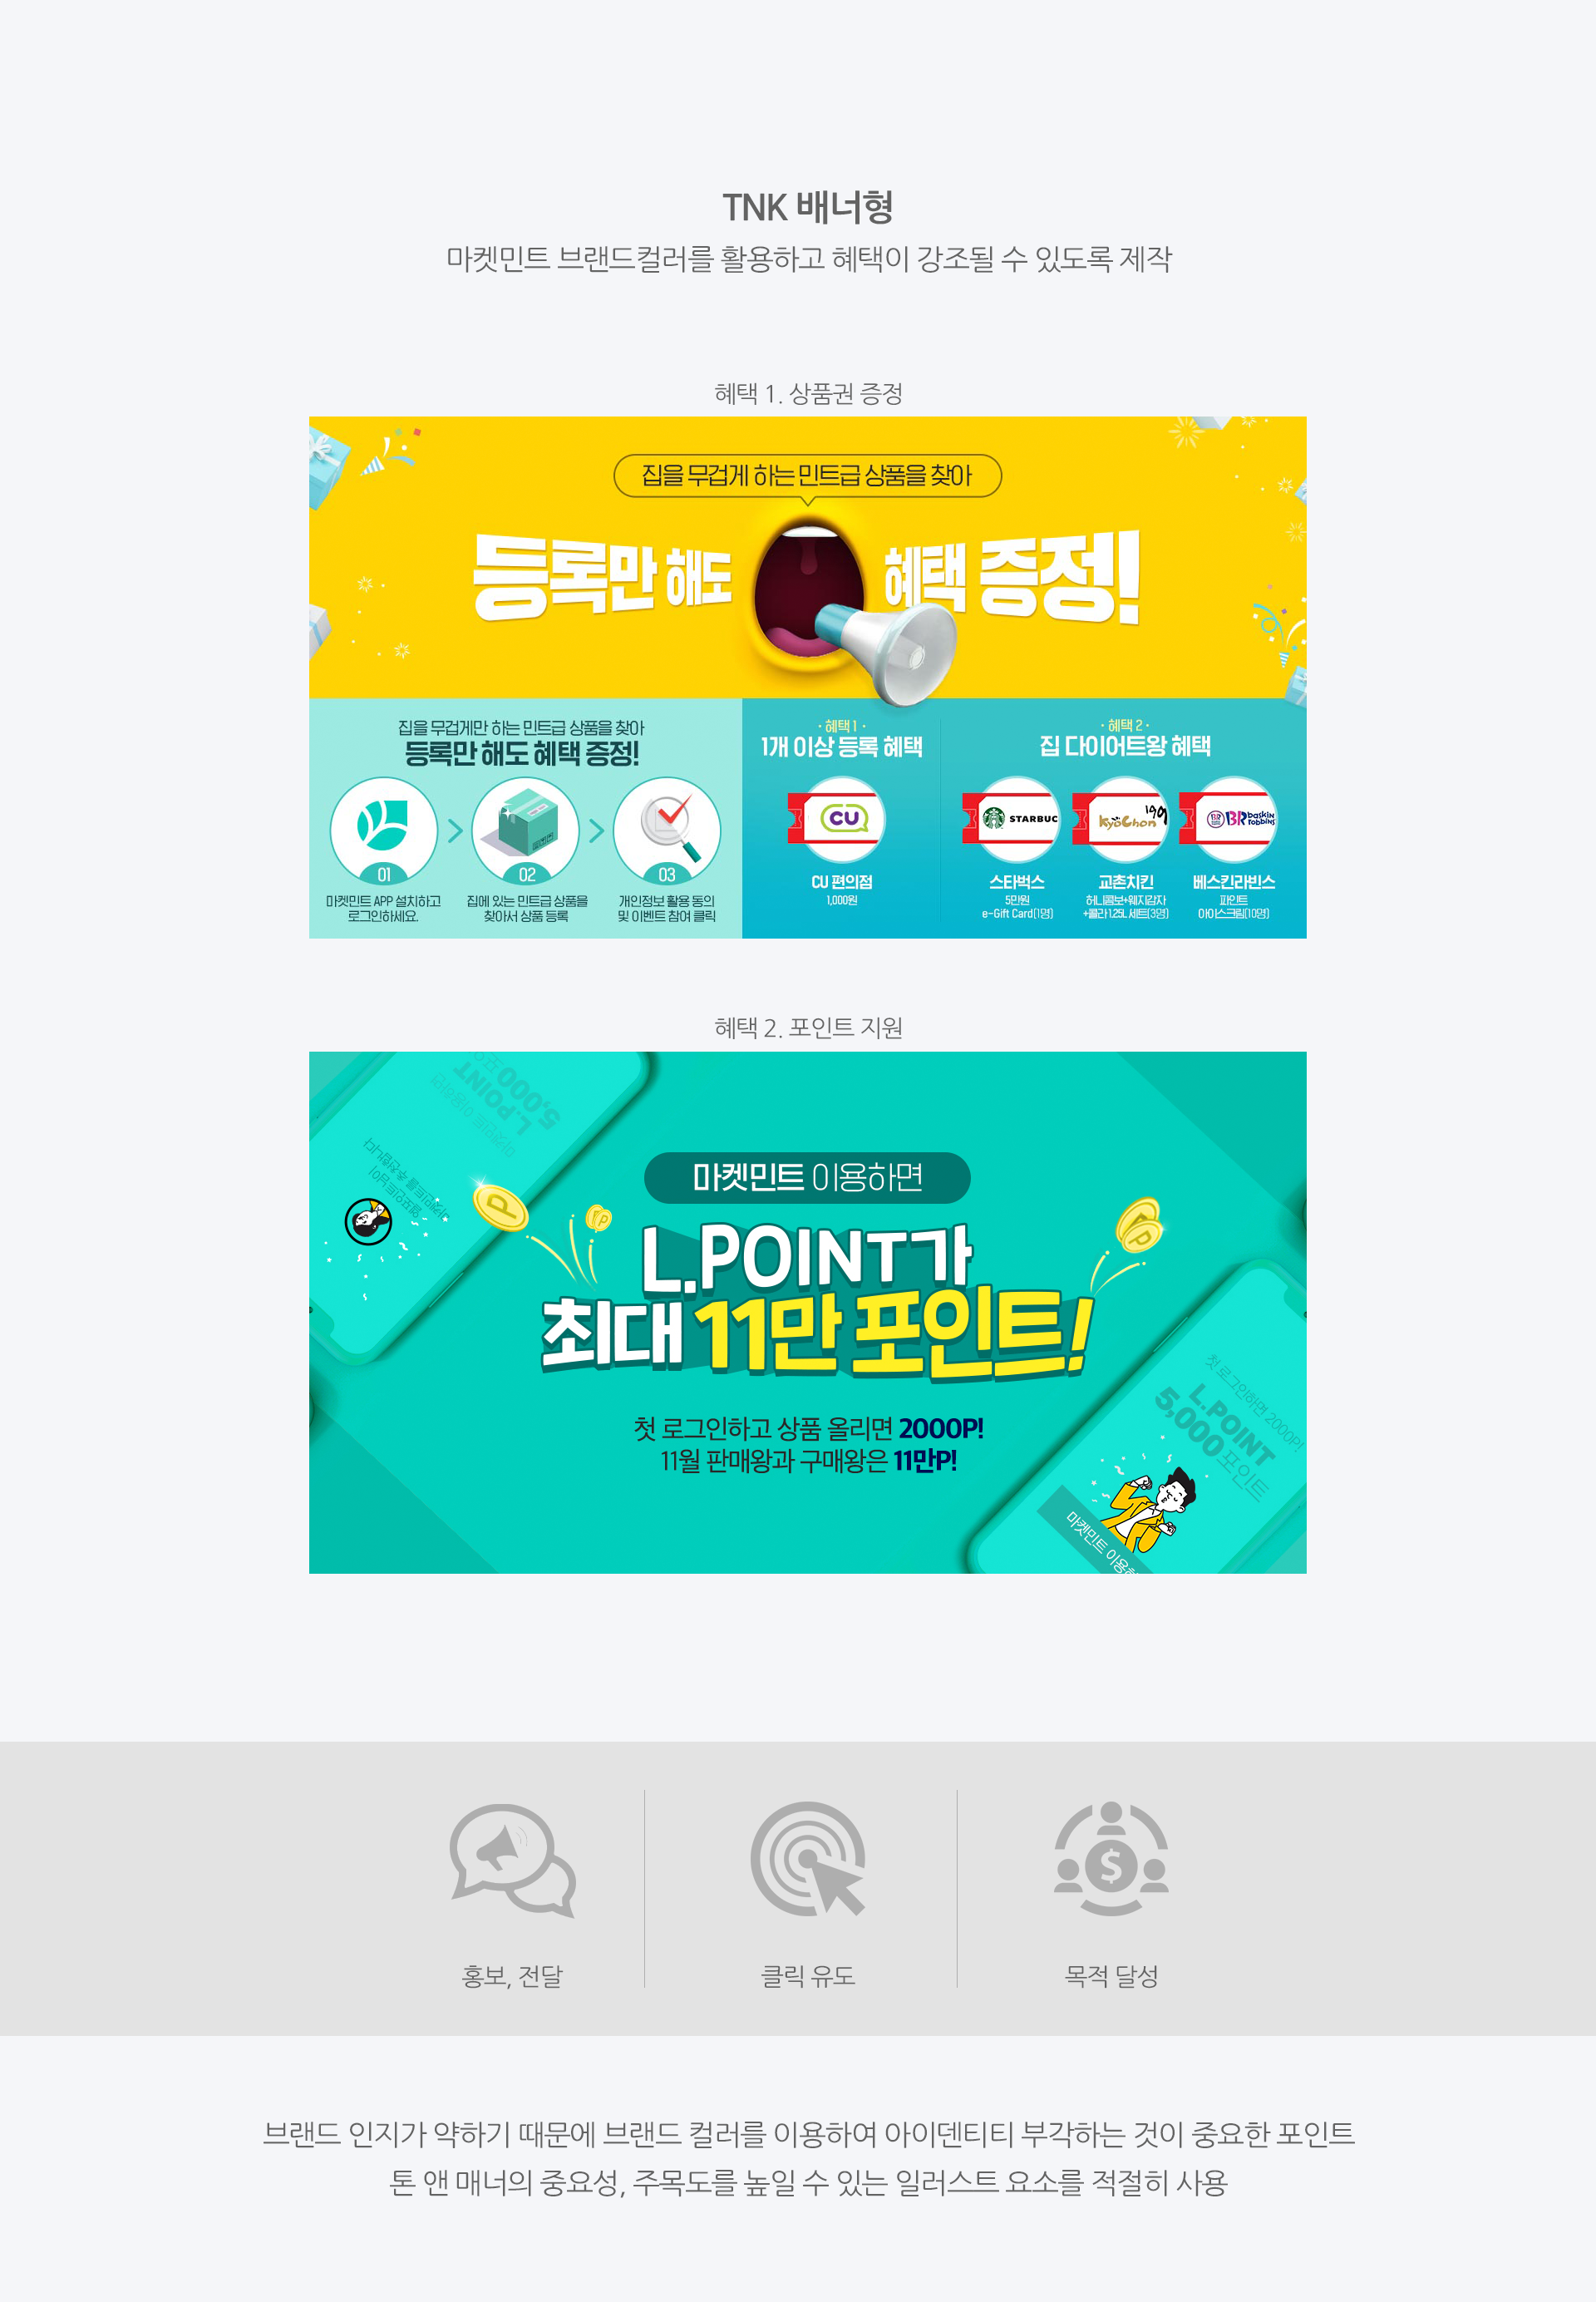 TNK 배너형
마켓민트 브랜드컬러를 활용하고 혜택이 강조될 수 있도록 제작
혜택 1. 상품권 증정
집을 무겁게 하는 민트급 상품을 찾아
등록만 해도 혜택 증정!
집을 무겁게만 하는 민트급 상품을 찾아
등록만 해도 혜택 증정!
01
마켓민트 APP 설치하고
로그인하세요.
02
집에 있는 민트급 상품을
찾아서 상품 등록
03
개인정보 활용 동의
및 이벤트 참여 클릭
· 혜택 1 ·
1개 이상 등록 혜택
CU
CU 편의점
1,000원
· 혜택 2 ·
집 다이어트왕 혜택
STARBUC
스타벅스
5만원
e-Gift Card(1명)
kyochon 199
교촌치킨
허니콤보+웨지감자
+콜라1.25L 세트(3명)
BR baskin robbins
베스킨라빈스
파인트
아이스크림(10명)
혜택 2. 포인트 지원
5,000
L.POINT
마켓민트 이용하면
L.POINT가
최대 11만 포인트!
첫 로그인하고 상품 올리면 2000P!
11월 판매왕과 구매왕은 11만P!
첫 로그인하면 2000P!
L.POINT
5,000 포인트
마켓민트
홍보, 전달
클릭 유도
목적 달성
브랜드 인지가 약하기 때문에 브랜드 컬러를 이용하여 아이덴티티 부각하는 것이 중요한 포인트
톤 앤 매너의 중요성, 주목도를 높일 수 있는 일러스트 요소를 적절히 사용